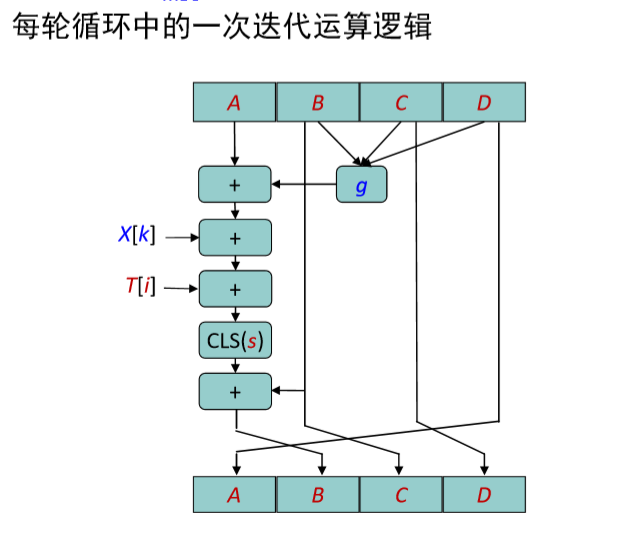 每轮循环中的一次迭代运算逻辑
A B C D
+ g
X[k] +
T[i] +
CLS(s)
+
A B C D